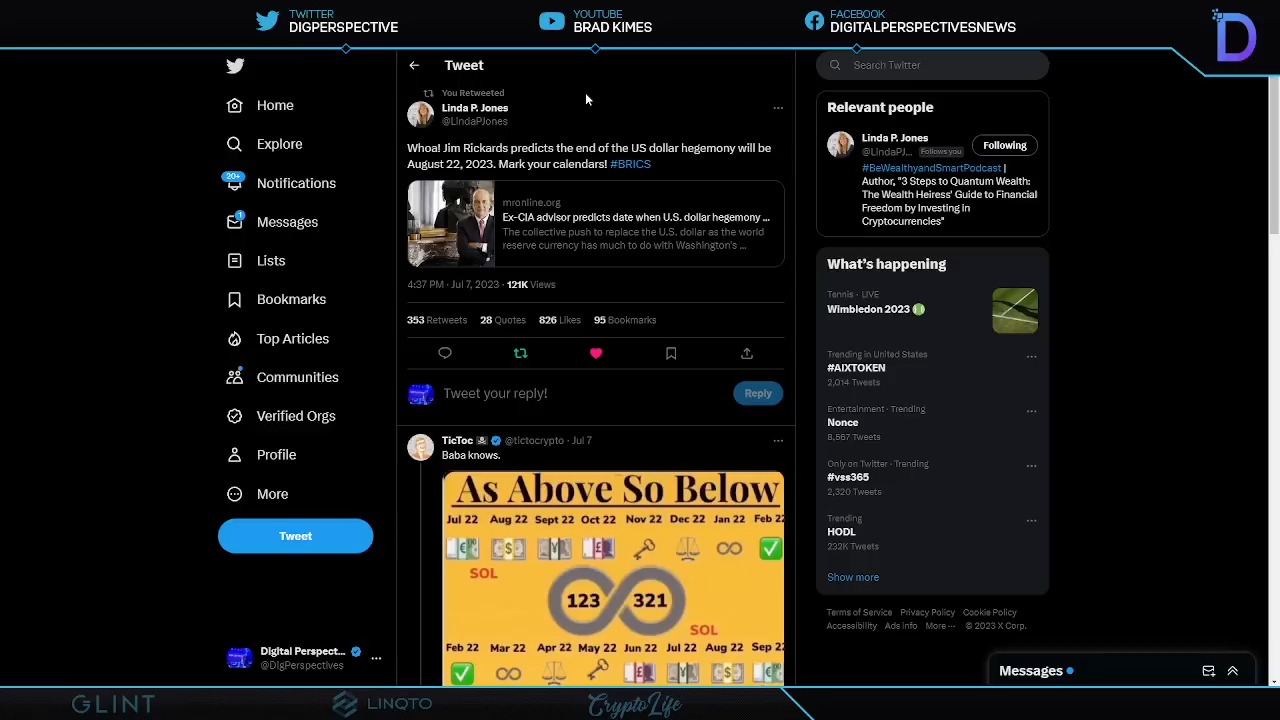 TWITTER
DIGPERSPECTIVE
YOUTUBE
BRAD KIMES
FACEBOOK
DIGITALPERSPECTIVESNEWS
D
Home
Explore
20+
Notifications
1
Messages
Lists
Bookmarks
Top Articles
Communities
Verified Orgs
Profile
More
Tweet
Digital Perspect...
@DIgPerspectives
Tweet
You Retweeted
Linda P. Jones
@LindaPJones
Whoa! Jim Rickards predicts the end of the US dollar hegemony will be
August 22, 2023. Mark your calendars! #BRICS
mronline.org
Ex-CIA advisor predicts date when U.S. dollar hegemony ...
The collective push to replace the U.S. dollar as the world
reserve currency has much to do with Washington's ...
4:37 PM · Jul 7, 2023 · 121K Views
353 Retweets 28 Quotes 826 Likes 95 Bookmarks
Tweet your reply!
Reply
TicToc @tictocrypto · Jul 7
Baba knows.
As Above So Below
Jul 22 Aug 22 Sept 22 Oct 22 Nov 22 Dec 22 Jan 22 Feb 22
SOL
123 321
SOL
Feb 22 Mar 22 Apr 22 May 22 Jun 22 Jul 22 Aug 22 Sep 22
Search Twitter
Relevant people
Linda P. Jones
@LindaPJ... Follows you
Following
#BeWealthyandSmartPodcast |
Author, "3 Steps to Quantum Wealth:
The Wealth Heiress' Guide to Financial
Freedom by Investing in
Cryptocurrencies"
What's happening
Tennis · LIVE
Wimbledon 2023
Trending in United States
#AIXTOKEN
2,014 Tweets
Entertainment · Trending
Nonce
8,567 Tweets
Only on Twitter · Trending
#vss365
2,320 Tweets
Trending
HODL
232K Tweets
Show more
Terms of Service Privacy Policy Cookie Policy
Accessibility Ads info More ··· © 2023 X Corp.
Messages
GLINT
LINQTO
CryptoLife